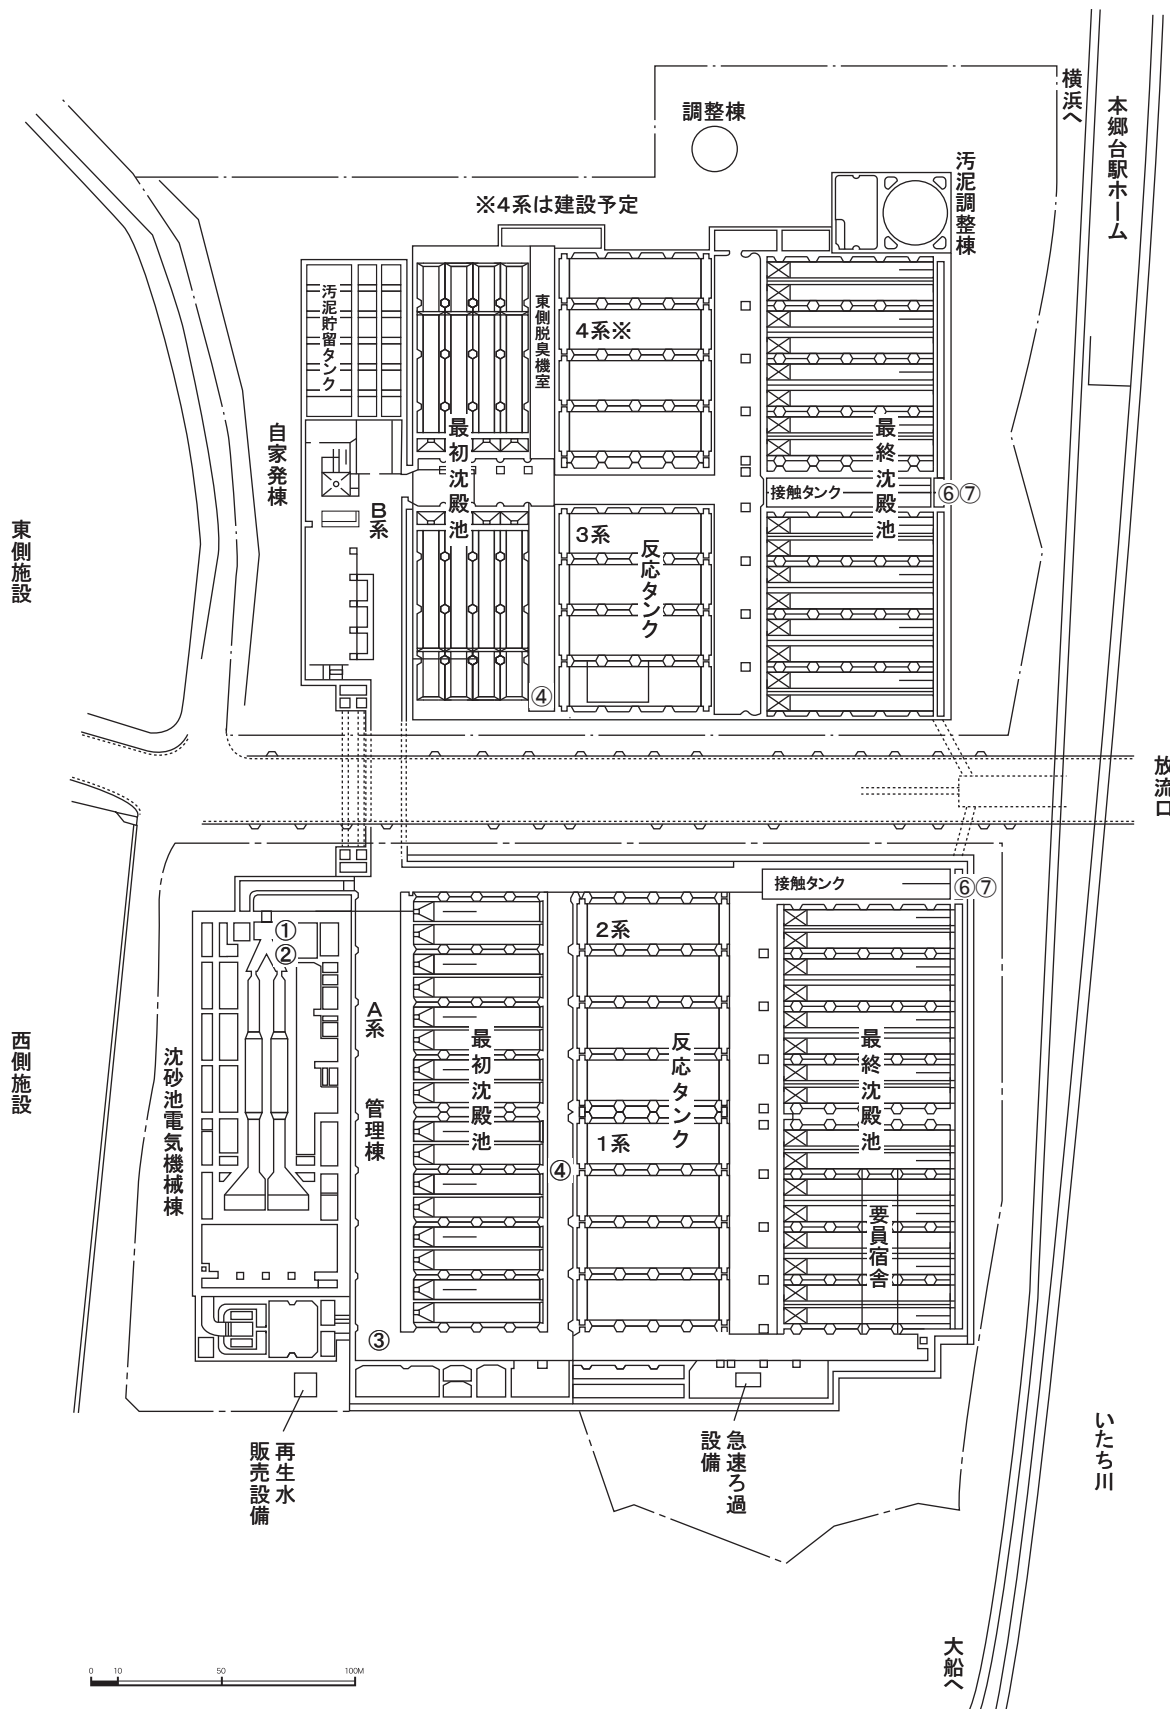 横浜へ
本郷台駅ホーム
調整棟
汚泥調整棟
※4系は建設予定
汚泥貯留タンク
東側脱臭機室
4系※
自家発棟
最初沈殿池
最終沈殿池
B系
接触タンク
⑥⑦
東側施設
3系
反応タンク
④
放流口
接触タンク
⑥⑦
①
②
2系
A系
西側施設
沈砂池電気機械棟
管理棟
最初沈殿池
反応タンク
最終沈殿池
1系
④
要員宿舎
③
再生水
販売設備
急速ろ過
設備
いたち川
大船へ
0 10 50 100M